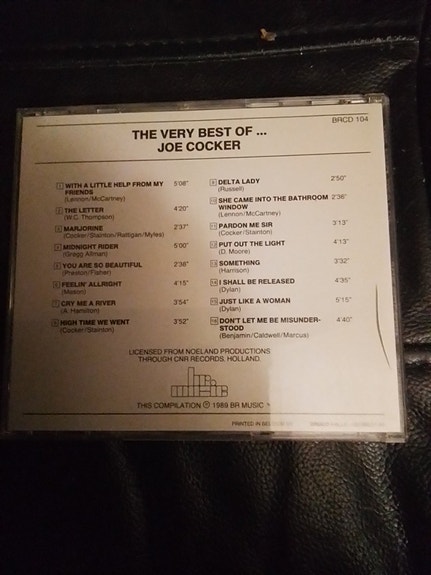 BRCD 104
THE VERY BEST OF ...
JOE COCKER
1 WITH A LITTLE HELP FROM MY 5'08"
FRIENDS
(Lennon/McCartney)
2 THE LETTER 4'20"
(W.C. Thompson)
3 MARJORINE 2'37"
(Cocker/Stainton/Rattigan/Myles)
4 MIDNIGHT RIDER 5'00"
(Gregg Allman)
5 YOU ARE SO BEAUTIFUL 2'38"
(Preston/Fisher)
6 FEELIN' ALLRIGHT 4'15"
(Mason)
7 CRY ME A RIVER 3'54"
(A. Hamilton)
8 HIGH TIME WE WENT 3'52"
(Cocker/Stainton)
9 DELTA LADY 2'50"
(Russell)
10 SHE CAME INTO THE BATHROOM 2'36"
WINDOW
(Lennon/McCartney)
11 PARDON ME SIR 3'13"
(Cocker/Stainton)
12 PUT OUT THE LIGHT 4'13"
(D. Moore)
13 SOMETHING 3'32"
(Harrison)
14 I SHALL BE RELEASED 4'35"
(Dylan)
15 JUST LIKE A WOMAN 5'15"
(Dylan)
16 DON'T LET ME BE MISUNDER- 4'40"
STOOD
(Benjamin/Caldwell/Marcus)
LICENSED FROM NOELAND PRODUCTIONS
THROUGH CNR RECORDS, HOLLAND.
THIS COMPILATION ℗ 1989 BR MUSIC
PRINTED IN